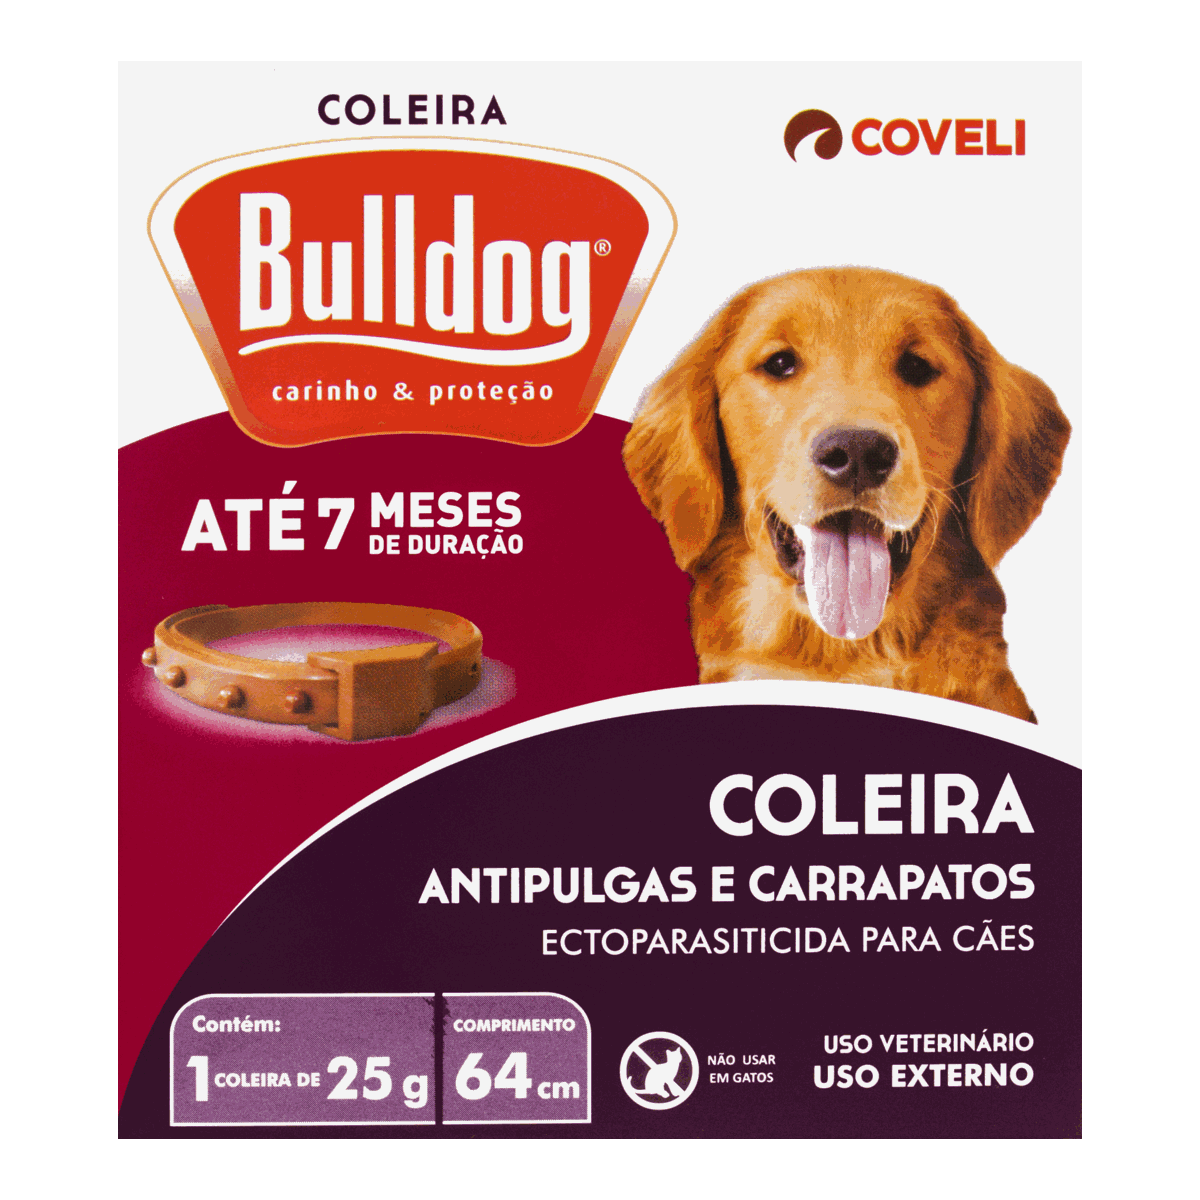 COLEIRA
COVELI
Bulldog®
carinho & proteção
ATÉ 7 MESES
DE DURAÇÃO
COLEIRA
ANTIPULGAS E CARRAPATOS
ECTOPARASITICIDA PARA CÃES
Contém:
1 COLEIRA DE 25 g
COMPRIMENTO
64 cm
NÃO USAR
EM GATOS
USO VETERINÁRIO
USO EXTERNO